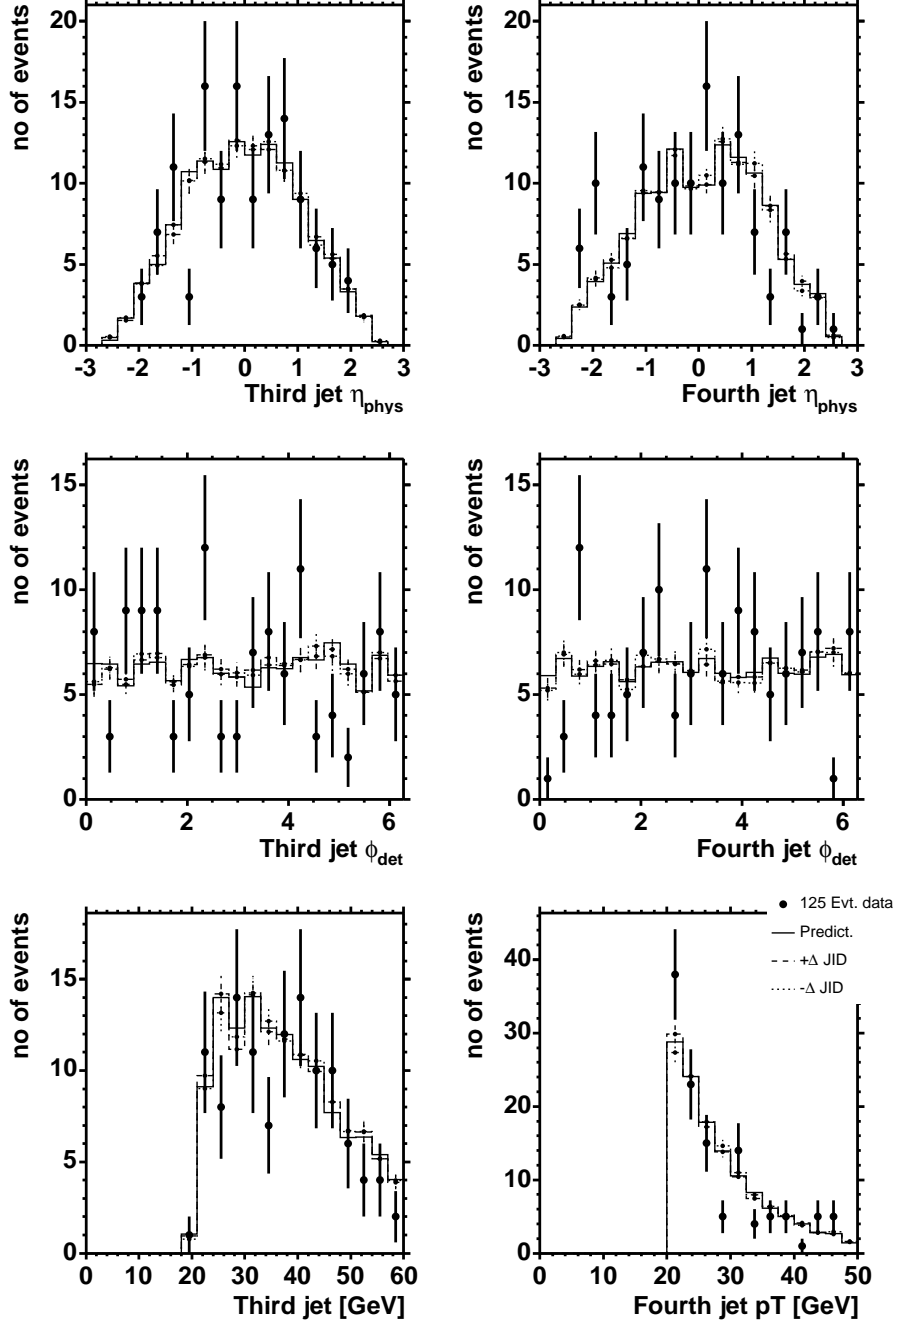 no of events
20
15
10
5
0
-3 -2 -1 0 1 2 3
Third jet ηphys
no of events
20
15
10
5
0
-3 -2 -1 0 1 2 3
Fourth jet ηphys
no of events
15
10
5
0
0 2 4 6
Third jet ϕdet
no of events
15
10
5
0
0 2 4 6
Fourth jet ϕdet
no of events
15
10
5
0
0 10 20 30 40 50 60
Third jet [GeV]
no of events
40
30
20
10
0
0 10 20 30 40 50
Fourth jet pT [GeV]
125 Evt. data
Predict.
+Δ JID
-Δ JID